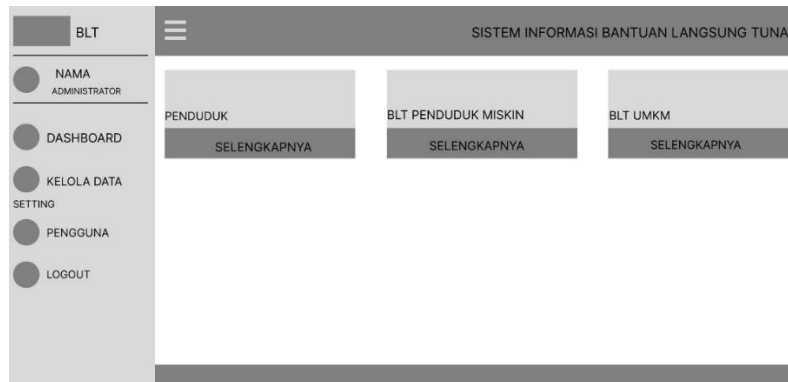 BLT
NAMA
ADMINISTRATOR
DASHBOARD
KELOLA DATA
SETTING
PENGGUNA
LOGOUT
SISTEM INFORMASI BANTUAN LANGSUNG TUNA
PENDUDUK
SELENGKAPNYA
BLT PENDUDUK MISKIN
SELENGKAPNYA
BLT UMKM
SELENGKAPNYA